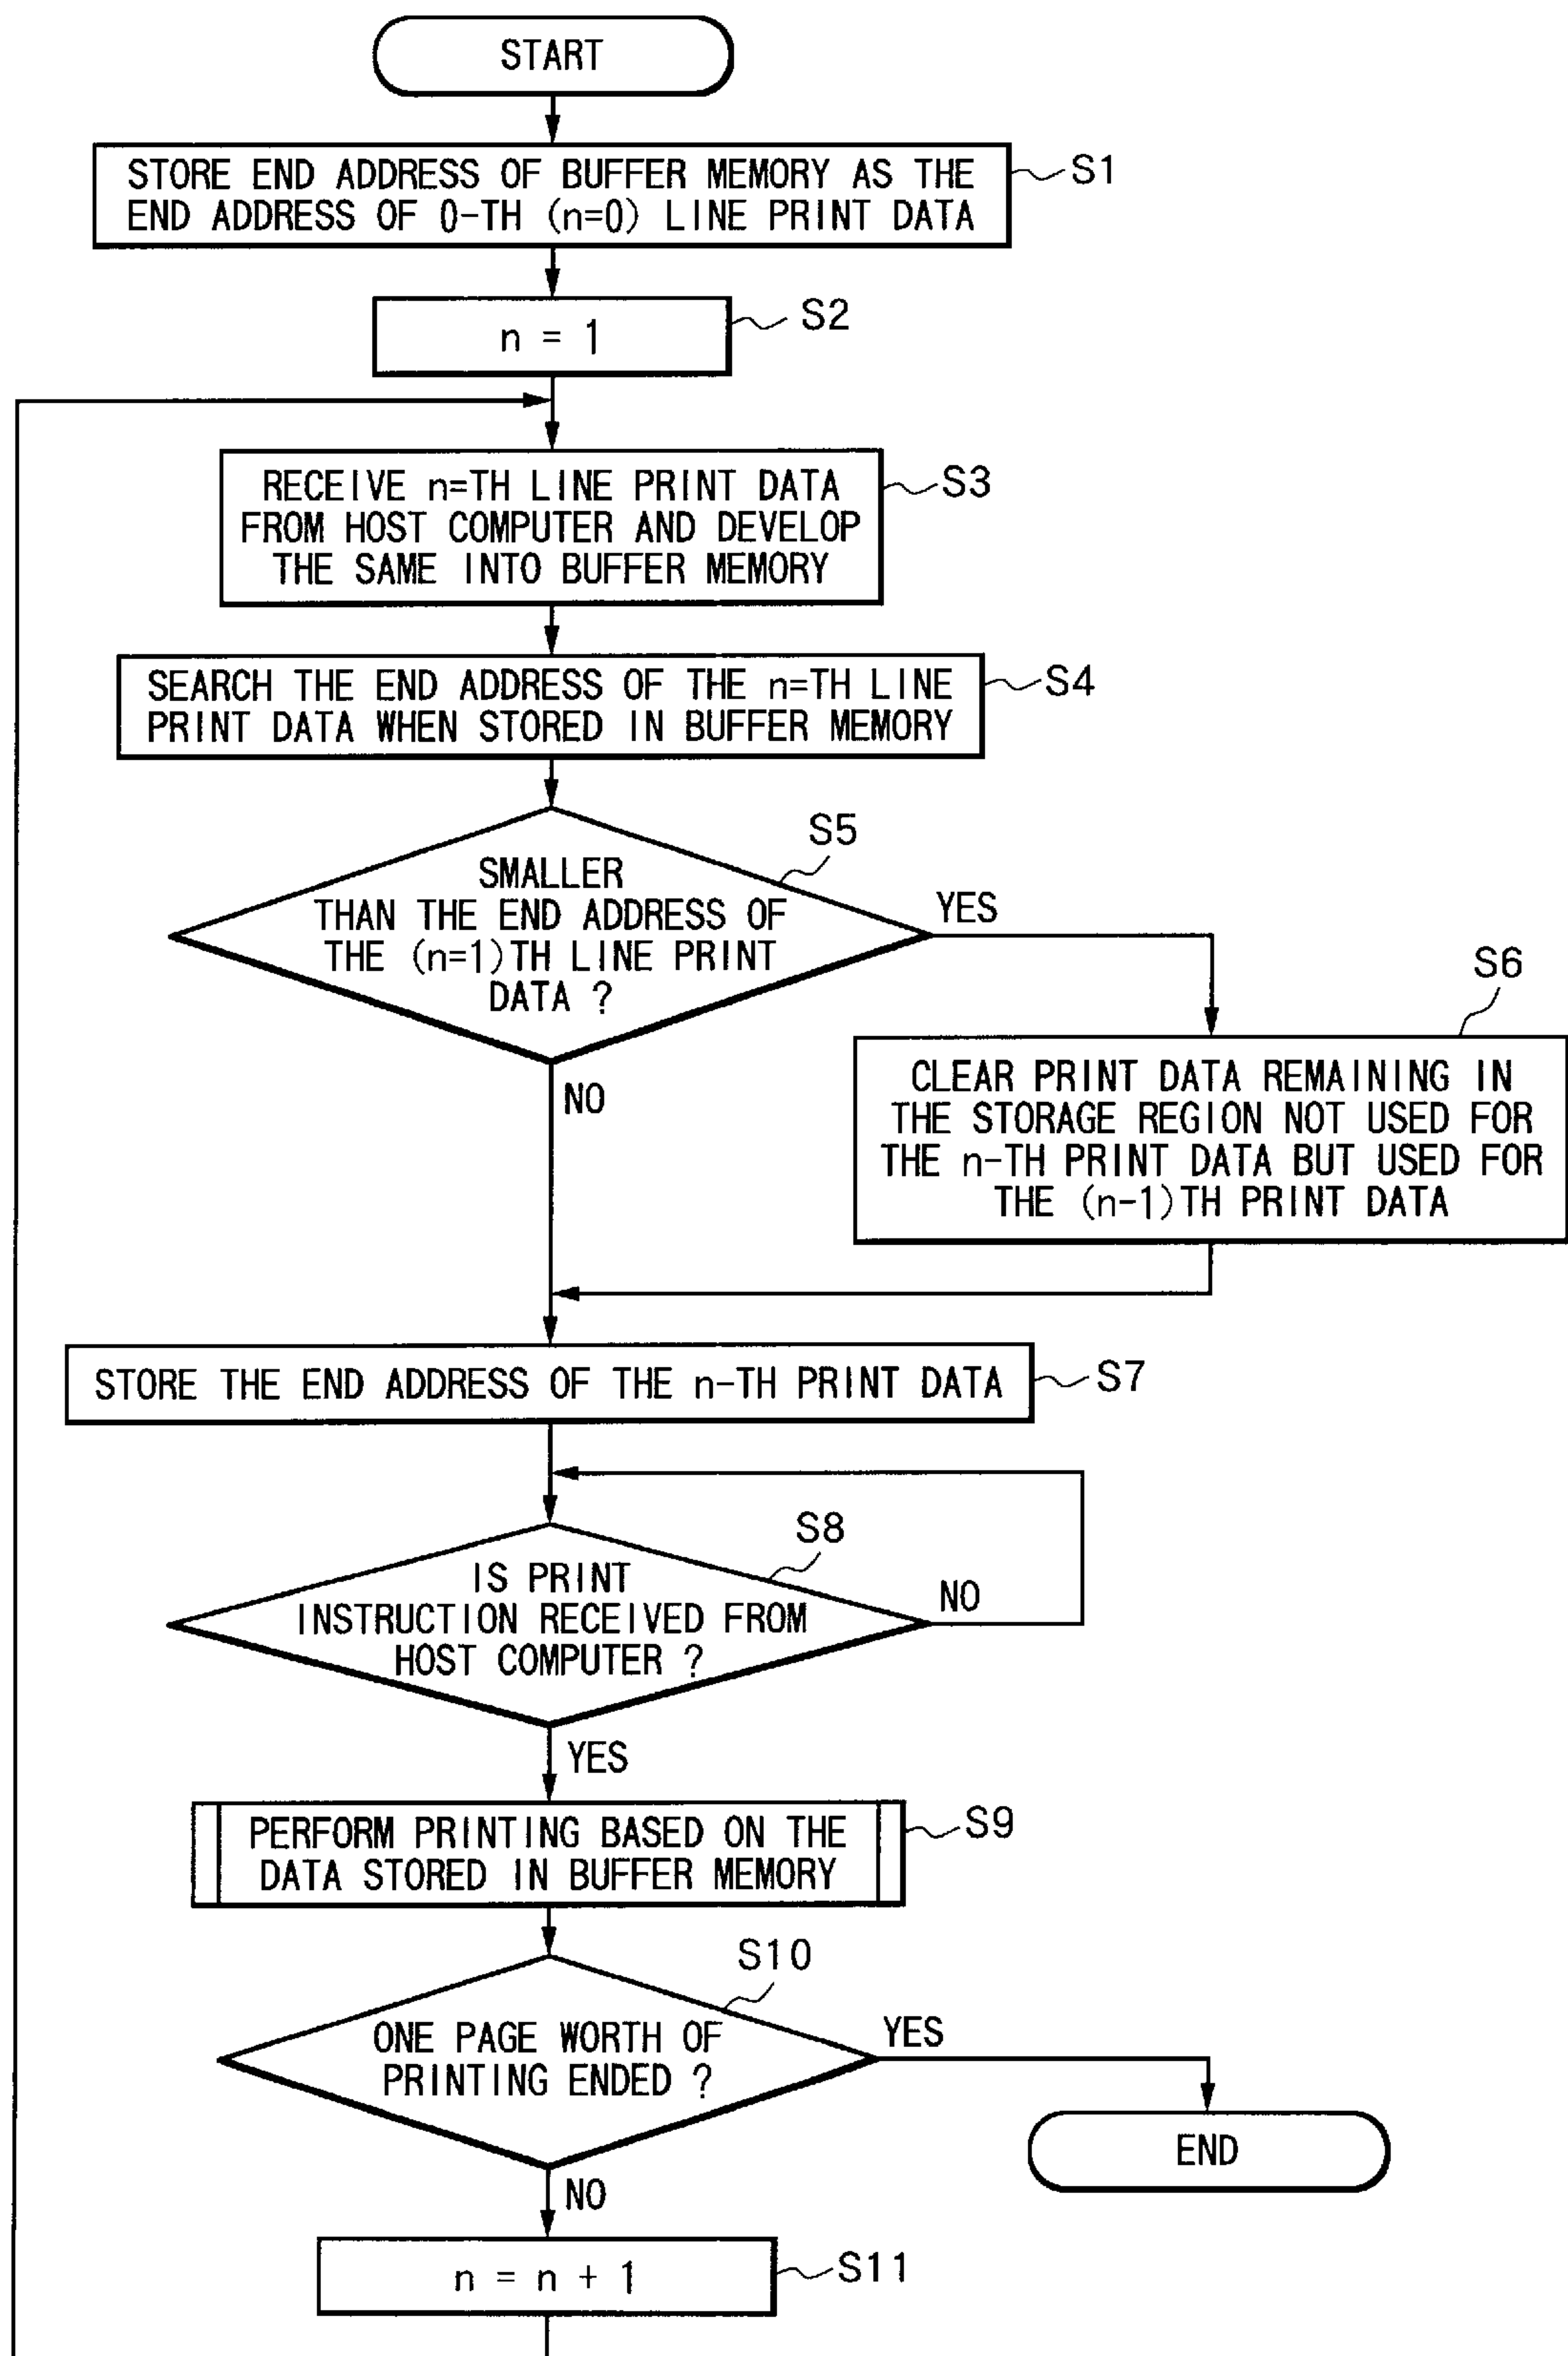 START
STORE END ADDRESS OF BUFFER MEMORY AS THE
END ADDRESS OF 0-TH (n=0) LINE PRINT DATA
S1
n = 1
S2
RECEIVE n=TH LINE PRINT DATA
FROM HOST COMPUTER AND DEVELOP
THE SAME INTO BUFFER MEMORY
S3
SEARCH THE END ADDRESS OF THE n=TH LINE
PRINT DATA WHEN STORED IN BUFFER MEMORY
S4
SMALLER
THAN THE END ADDRESS OF
THE (n=1)TH LINE PRINT
DATA ?
S5
YES
NO
S6
CLEAR PRINT DATA REMAINING IN
THE STORAGE REGION NOT USED FOR
THE n-TH PRINT DATA BUT USED FOR
THE (n-1)TH PRINT DATA
STORE THE END ADDRESS OF THE n-TH PRINT DATA
S7
IS PRINT
INSTRUCTION RECEIVED FROM
HOST COMPUTER ?
S8
NO
YES
PERFORM PRINTING BASED ON THE
DATA STORED IN BUFFER MEMORY
S9
ONE PAGE WORTH OF
PRINTING ENDED ?
S10
YES
END
NO
n = n + 1
S11